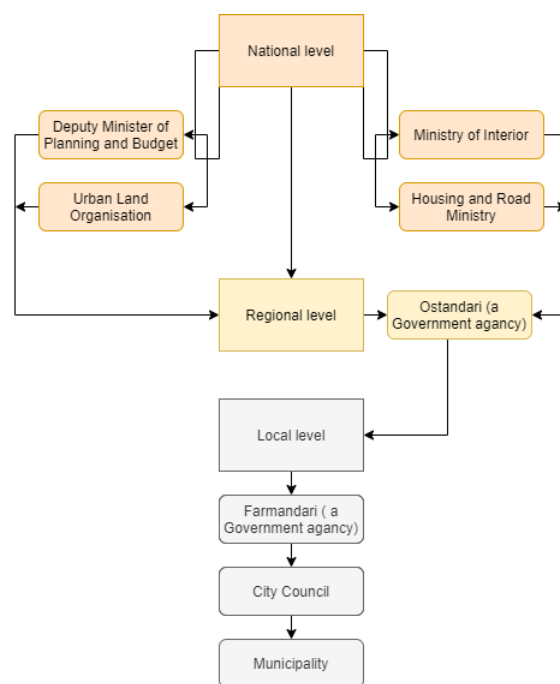 National level
Deputy Minister of
Planning and Budget
Ministry of Interior
Urban Land
Organisation
Housing and Road
Ministry
Regional level
Ostandari (a
Government agancy)
Local level
Farmandari ( a
Government agancy)
City Council
Municipality